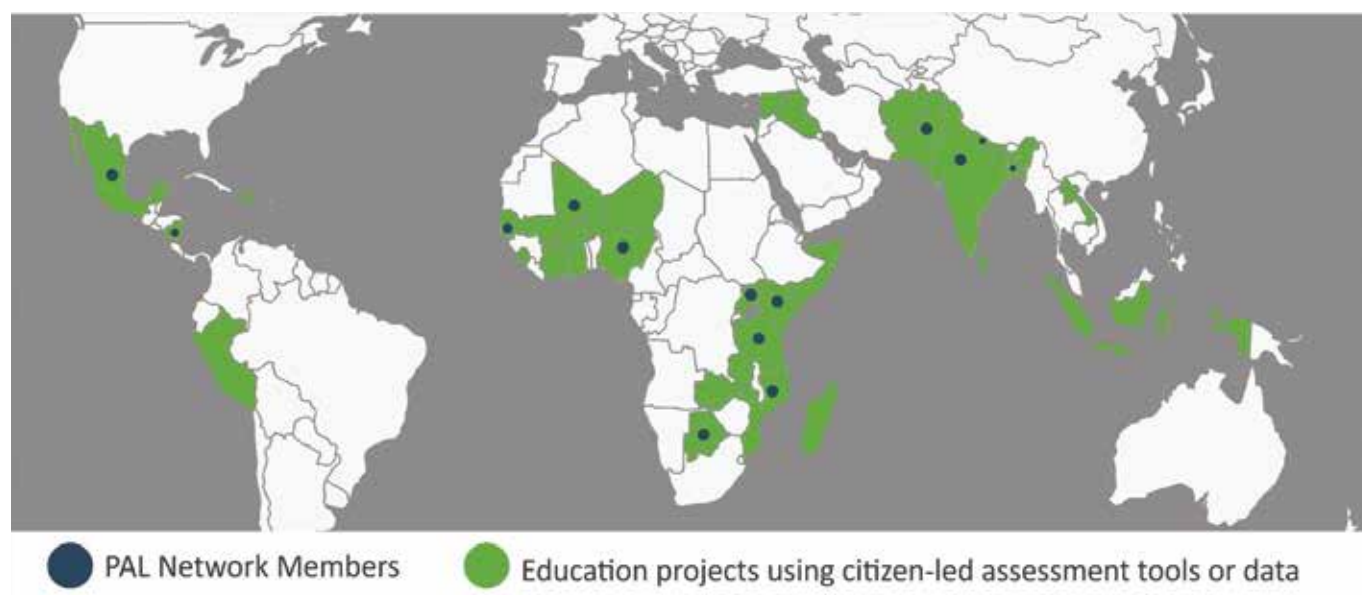 PAL Network Members
Education projects using citizen-led assessment tools or data